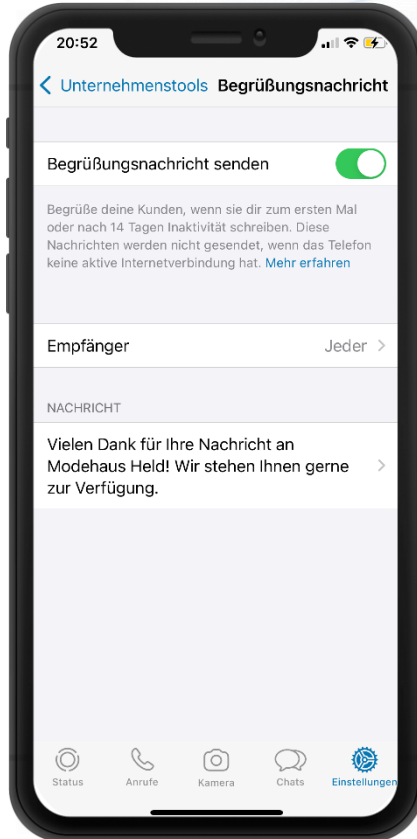 20:52
Unternehmenstools Begrüßungsnachricht
Begrüßungsnachricht senden
Begrüße deine Kunden, wenn sie dir zum ersten Mal
oder nach 14 Tagen Inaktivität schreiben. Diese
Nachrichten werden nicht gesendet, wenn das Telefon
keine aktive Internetverbindung hat. Mehr erfahren
Empfänger Jeder
NACHRICHT
Vielen Dank für Ihre Nachricht an
Modehaus Held! Wir stehen Ihnen gerne
zur Verfügung.
Status Anrufe Kamera Chats Einstellungen